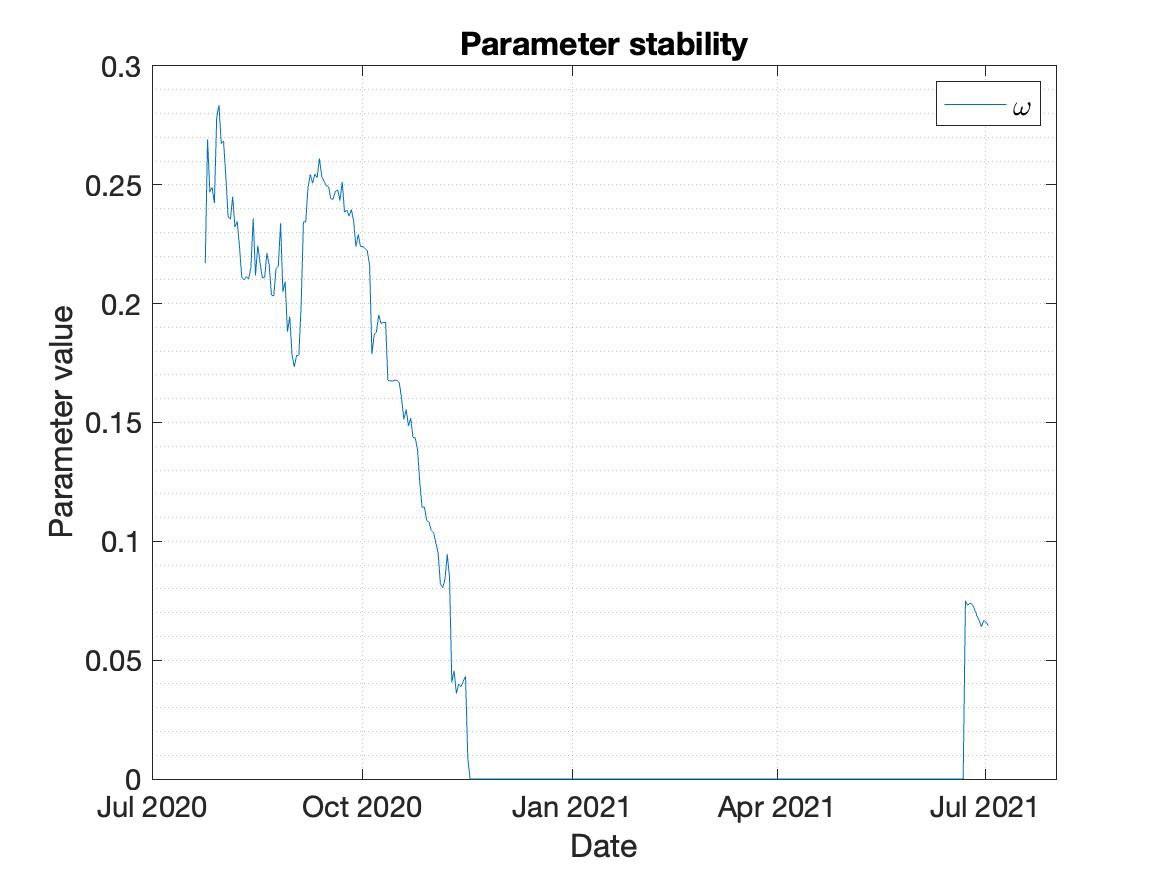 Parameter stability
ω
Parameter value
0.3
0.25
0.2
0.15
0.1
0.05
0
Jul 2020
Oct 2020
Jan 2021
Apr 2021
Jul 2021
Date